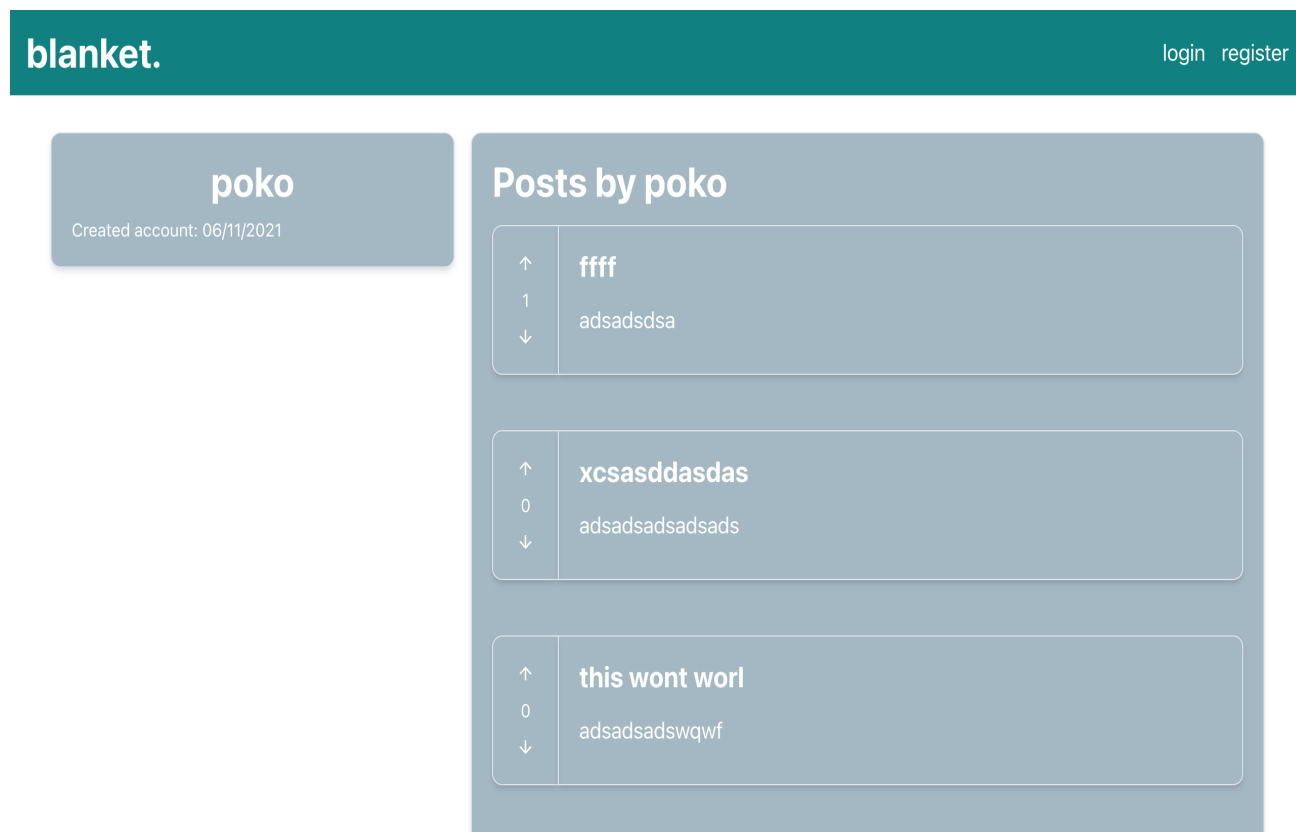 blanket.
login register
poko
Created account: 06/11/2021
Posts by poko
↑
1
↓
ffff
adsadsdsa
↑
0
↓
xcsasddasdas
adsadsadsadsads
↑
0
↓
this wont worl
adsadsadswqwf